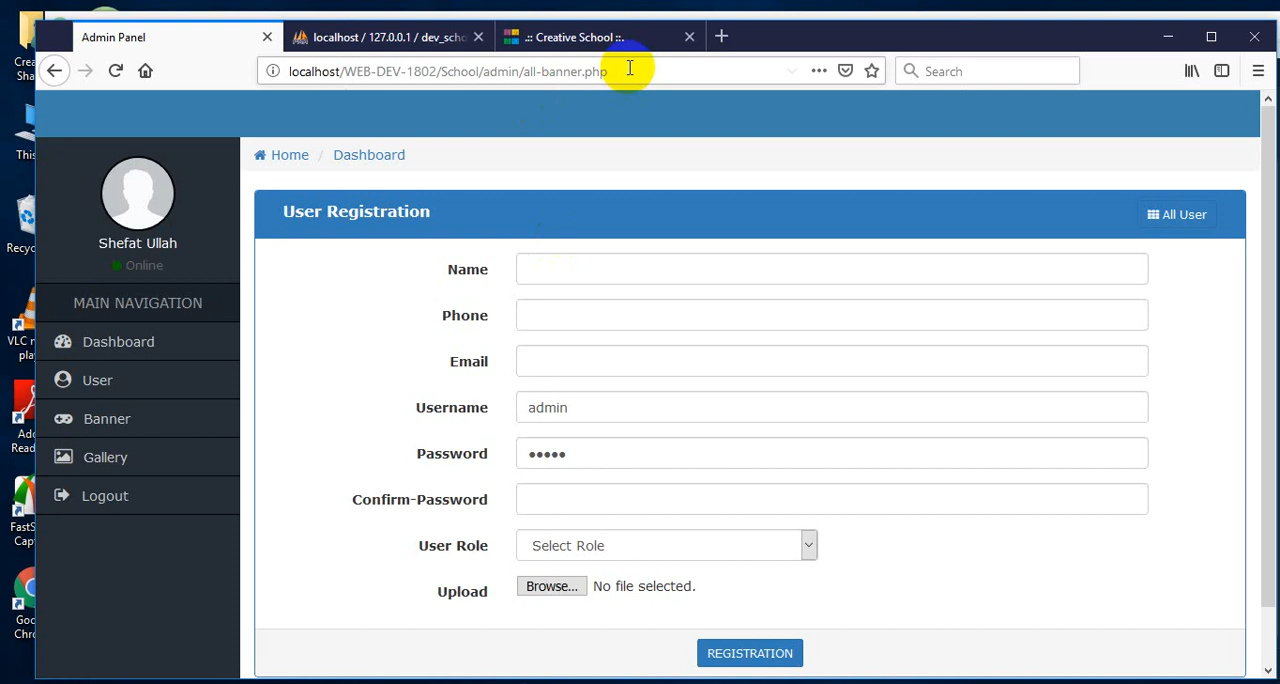 Admin Panel
localhost / 127.0.0.1 / dev_scho
.:: Creative School ::.
localhost/WEB-DEV-1802/School/admin/all-banner.php
Search
Home / Dashboard
User Registration
All User
Shefat Ullah
Online
MAIN NAVIGATION
Dashboard
User
Banner
Gallery
Logout
Name
Phone
Email
Username admin
Password •••••
Confirm-Password
User Role Select Role
Upload Browse... No file selected.
REGISTRATION
Crea
Sha
This
Recyc
VLC m
play
Ado
Read
FastS
Capt
Goo
Chro